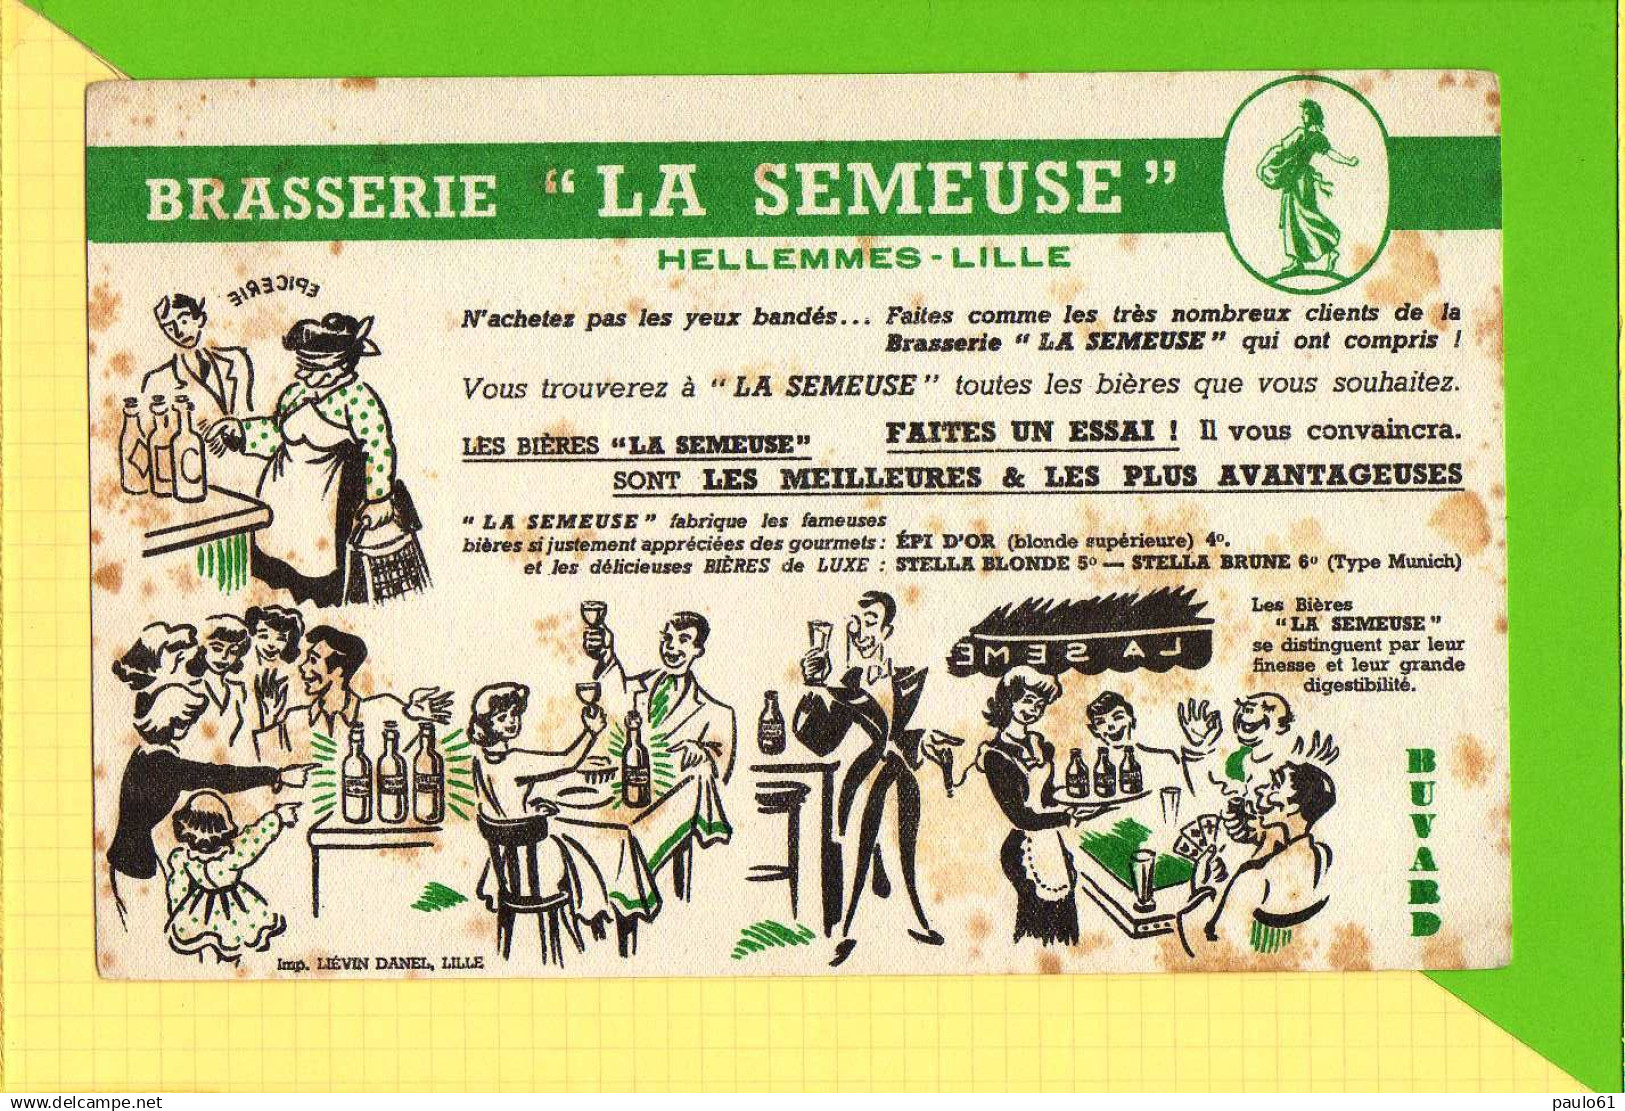 BRASSERIE “ LA SEMEUSE ”
HELLEMMES - LILLE
EPICERIE
N'achetez pas les yeux bandés... Faites comme les très nombreux clients de la
Brasserie “ LA SEMEUSE ” qui ont compris !
Vous trouverez à “ LA SEMEUSE ” toutes les bières que vous souhaitez.
LES BIÈRES “LA SEMEUSE” FAITES UN ESSAI ! Il vous convaincra.
SONT LES MEILLEURES & LES PLUS AVANTAGEUSES
“ LA SEMEUSE ” fabrique les fameuses
bières si justement appréciées des gourmets : ÉPI D'OR (blonde supérieure) 4º.
et les délicieuses BIÈRES de LUXE : STELLA BLONDE 5º — STELLA BRUNE 6º (Type Munich)
Les Bières
“ LA SEMEUSE ”
se distinguent par leur
finesse et leur grande
digestibilité.
LA SEME
BUVARD
Imp. LIÉVIN DANEL, LILLE
delcampe.net
paulo61